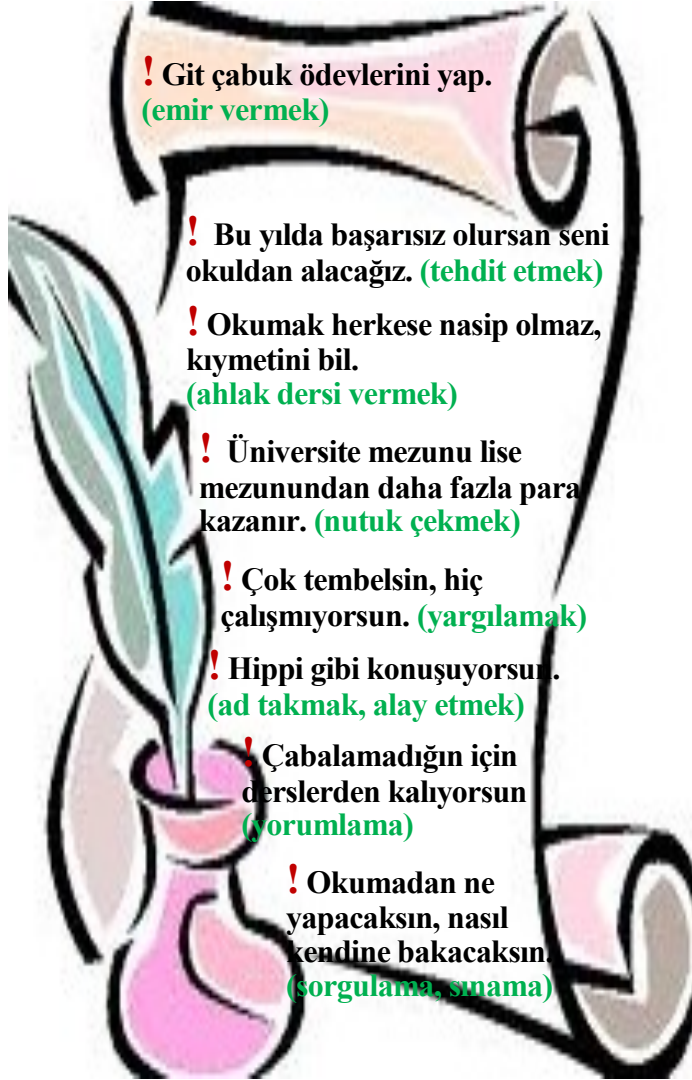 ! Git çabuk ödevlerini yap.
(emir vermek)
! Bu yılda başarısız olursan seni
okuldan alacağız. (tehdit etmek)
! Okumak herkese nasip olmaz,
kıymetini bil.
(ahlak dersi vermek)
! Üniversite mezunu lise
mezunundan daha fazla para
kazanır. (nutuk çekmek)
! Çok tembelsin, hiç
çalışmıyorsun. (yargılamak)
! Hippi gibi konuşuyorsun.
(ad takmak, alay etmek)
! Çabalamadığın için
derslerden kalıyorsun
(yorumlama)
! Okumadan ne
yapacaksın, nasıl
kendine bakacaksın.
(sorgulama, sınama)